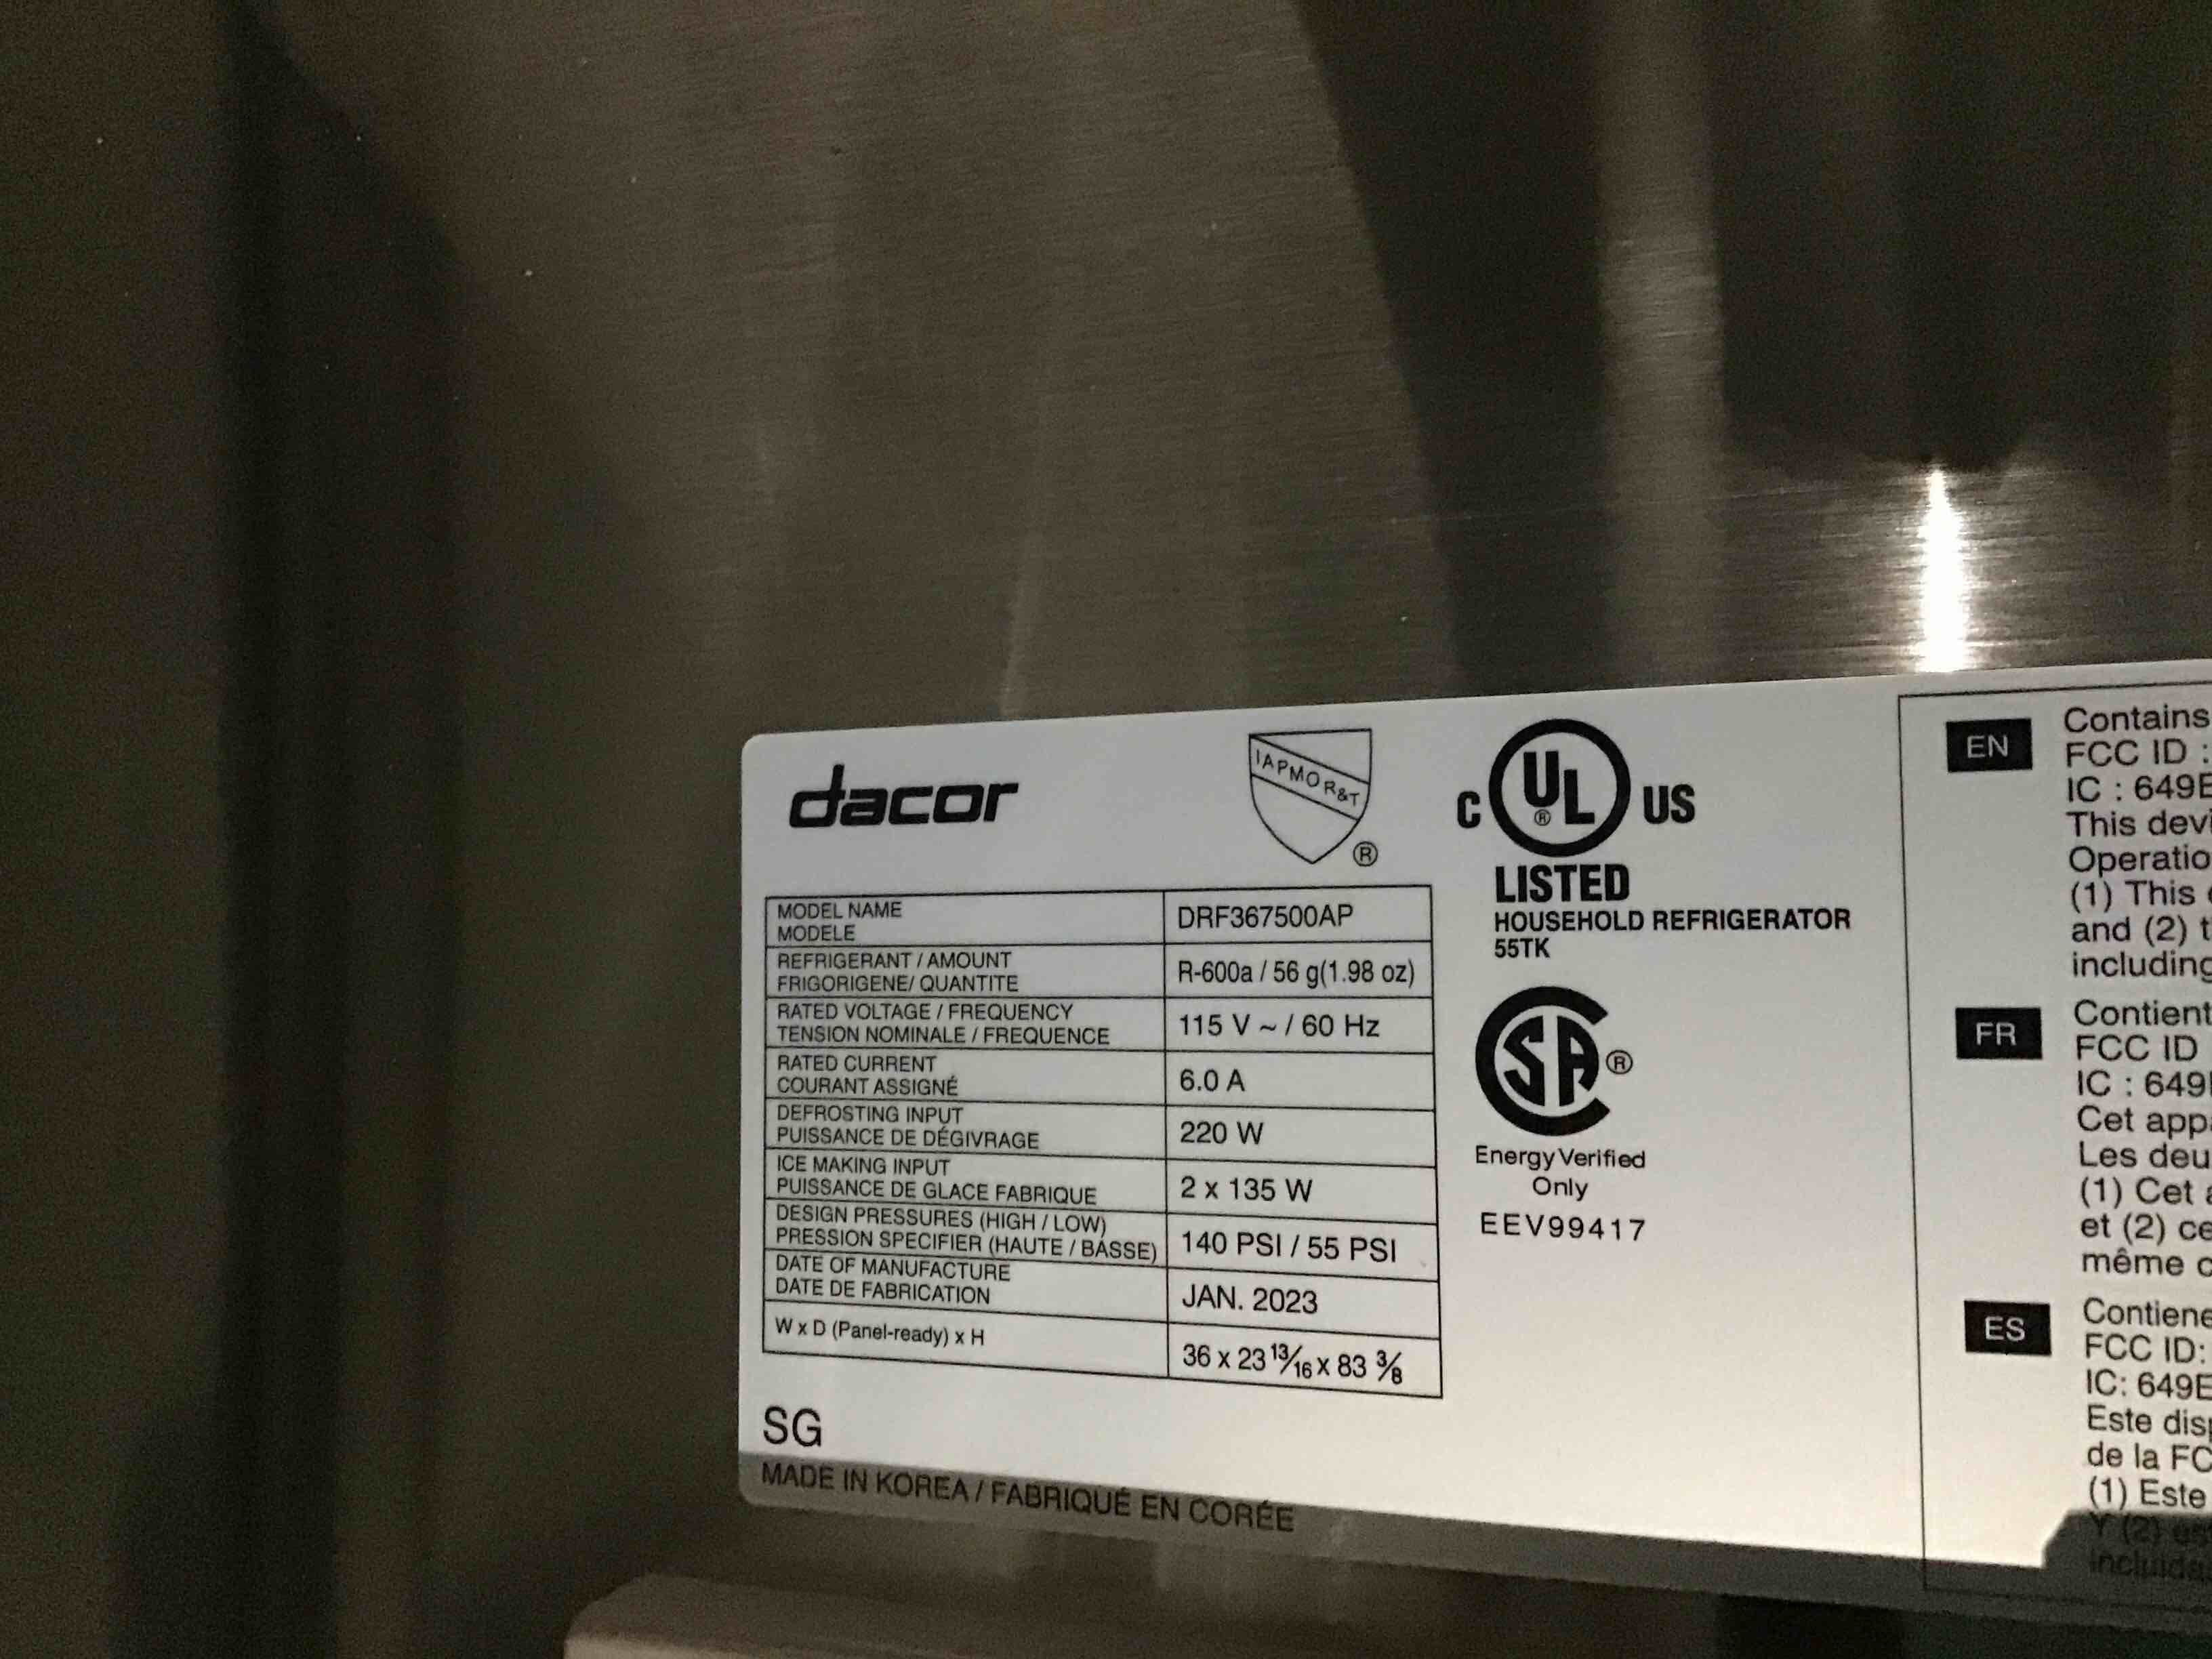 dacor
IAPMO R&T
®
C UL ® US
LISTED
HOUSEHOLD REFRIGERATOR
55TK
MODEL NAME
MODELE
DRF367500AP
REFRIGERANT / AMOUNT
FRIGORIGENE/ QUANTITE
R-600a / 56 g(1.98 oz)
RATED VOLTAGE / FREQUENCY
TENSION NOMINALE / FREQUENCE
115 V ~ / 60 Hz
RATED CURRENT
COURANT ASSIGNÉ
6.0 A
DEFROSTING INPUT
PUISSANCE DE DÉGIVRAGE
220 W
ICE MAKING INPUT
PUISSANCE DE GLACE FABRIQUE
2 x 135 W
DESIGN PRESSURES (HIGH / LOW)
PRESSION SPECIFIER (HAUTE / BASSE)
140 PSI / 55 PSI
DATE OF MANUFACTURE
DATE DE FABRICATION
JAN. 2023
W x D (Panel-ready) x H
36 x 23 13/16 x 83 3/8
SG
MADE IN KOREA / FABRIQUÉ EN CORÉE
SA ®
Energy Verified
Only
EEV99417
EN
Contains
FCC ID :
IC : 649E
This devi
Operatio
(1) This
and (2) t
including
FR
Contient
FCC ID
IC : 649
Cet app
Les deu
(1) Cet
et (2) ce
même c
ES
Contiene
FCC ID:
IC: 649E
Este disp
de la FC
(1) Este
Y (2) es
incluida